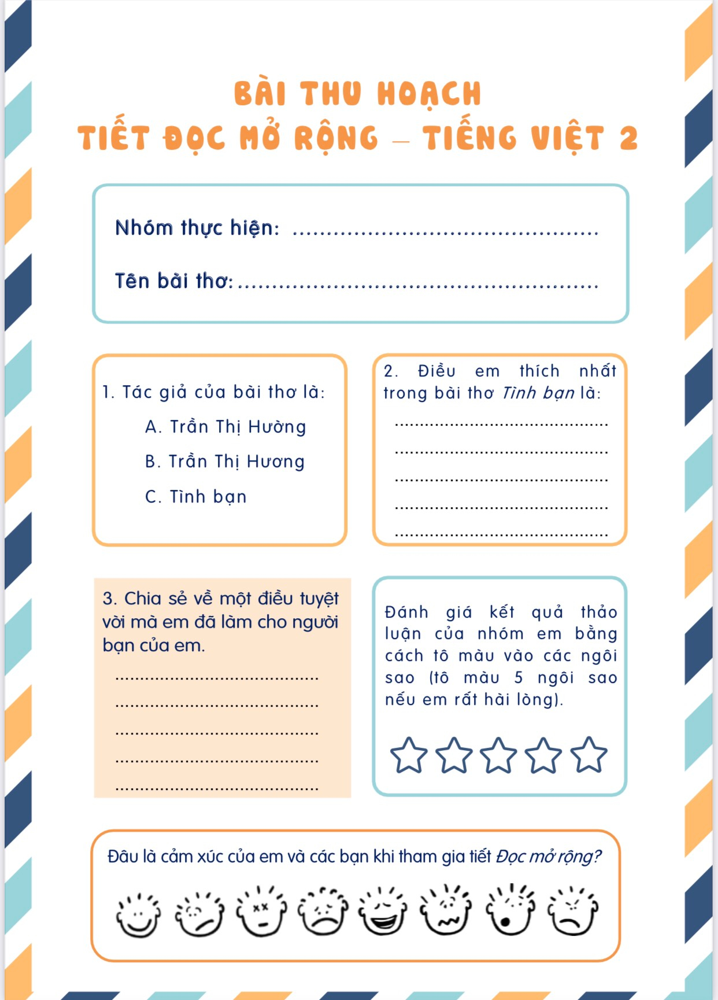 BÀI THU HOẠCH
TIẾT ĐỌC MỞ RỘNG – TIẾNG VIỆT 2
Nhóm thực hiện: .............................................
Tên bài thơ:.....................................................
1. Tác giả của bài thơ là:
A. Trần Thị Hường
B. Trần Thị Hương
C. Tình bạn
2. Điều em thích nhất
trong bài thơ Tình bạn là:
...........................................
...........................................
...........................................
...........................................
...........................................
3. Chia sẻ về một điều tuyệt
vời mà em đã làm cho người
bạn của em.
.........................................
.........................................
.........................................
.........................................
.........................................
Đánh giá kết quả thảo
luận của nhóm em bằng
cách tô màu vào các ngôi
sao (tô màu 5 ngôi sao
nếu em rất hài lòng).
Đâu là cảm xúc của em và các bạn khi tham gia tiết Đọc mở rộng?